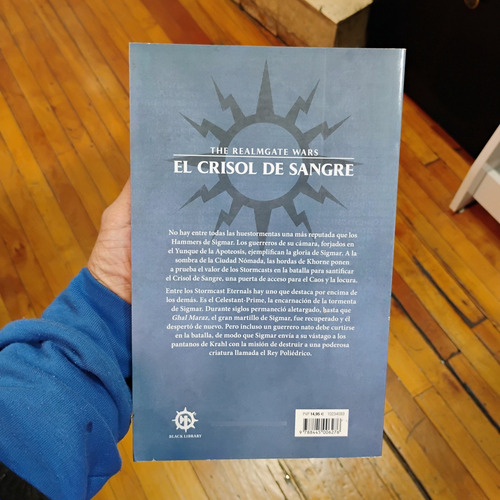 THE REALMGATE WARS
EL CRISOL DE SANGRE
No hay entre todas las huestormentas una más reputada que los
Hammers of Sigmar. Los guerreros de su cámara, forjados en
el Yunque de la Apoteosis, ejemplifican la gloria de Sigmar. A la
sombra de la Ciudad Nómada, las hordas de Khorne ponen
a prueba el valor de los Stormcasts en la batalla para santificar
el Crisol de Sangre, una puerta de acceso para el Caos y la locura.
Entre los Stormcast Eternals hay uno que destaca por encima de
los demás. Es el Celestant-Prime, la encarnación de la tormenta
de Sigmar. Durante siglos permaneció aletargado, hasta que
Ghal Maraz, el gran martillo de Sigmar, fue recuperado y él
despertó de nuevo. Pero incluso un guerrero nato debe curtirse
en la batalla, de modo que Sigmar envía a su vástago a los
pantanos de Krahl con la misión de destruir a una poderosa
criatura llamada el Rey Poliédrico.
BLACK LIBRARY
PVP 14,95 €
9 788445 006276